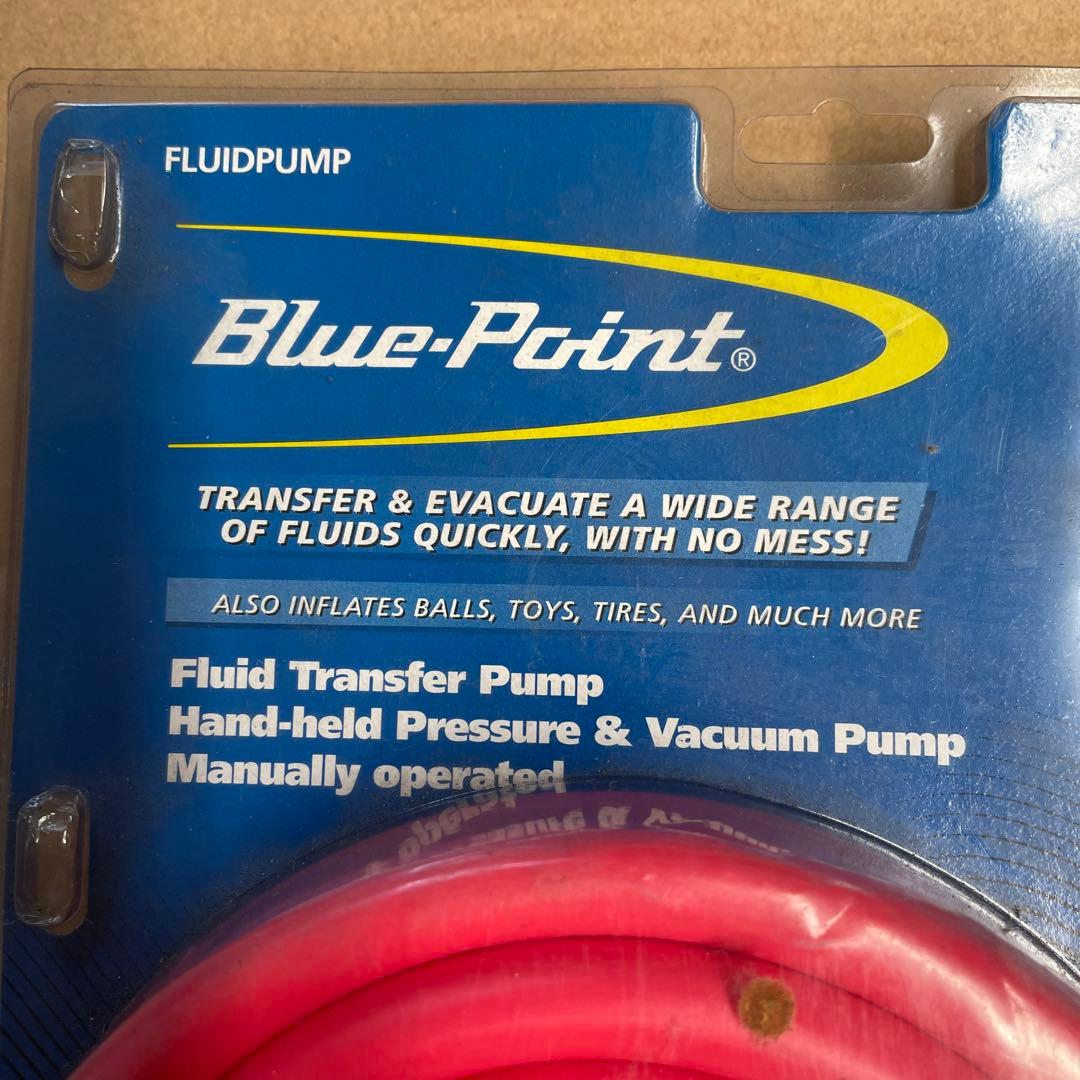 FLUIDPUMP
Blue-Point®
TRANSFER & EVACUATE A WIDE RANGE
OF FLUIDS QUICKLY, WITH NO MESS!
ALSO INFLATES BALLS, TOYS, TIRES, AND MUCH MORE
Fluid Transfer Pump
Hand-held Pressure & Vacuum Pump
Manually operated